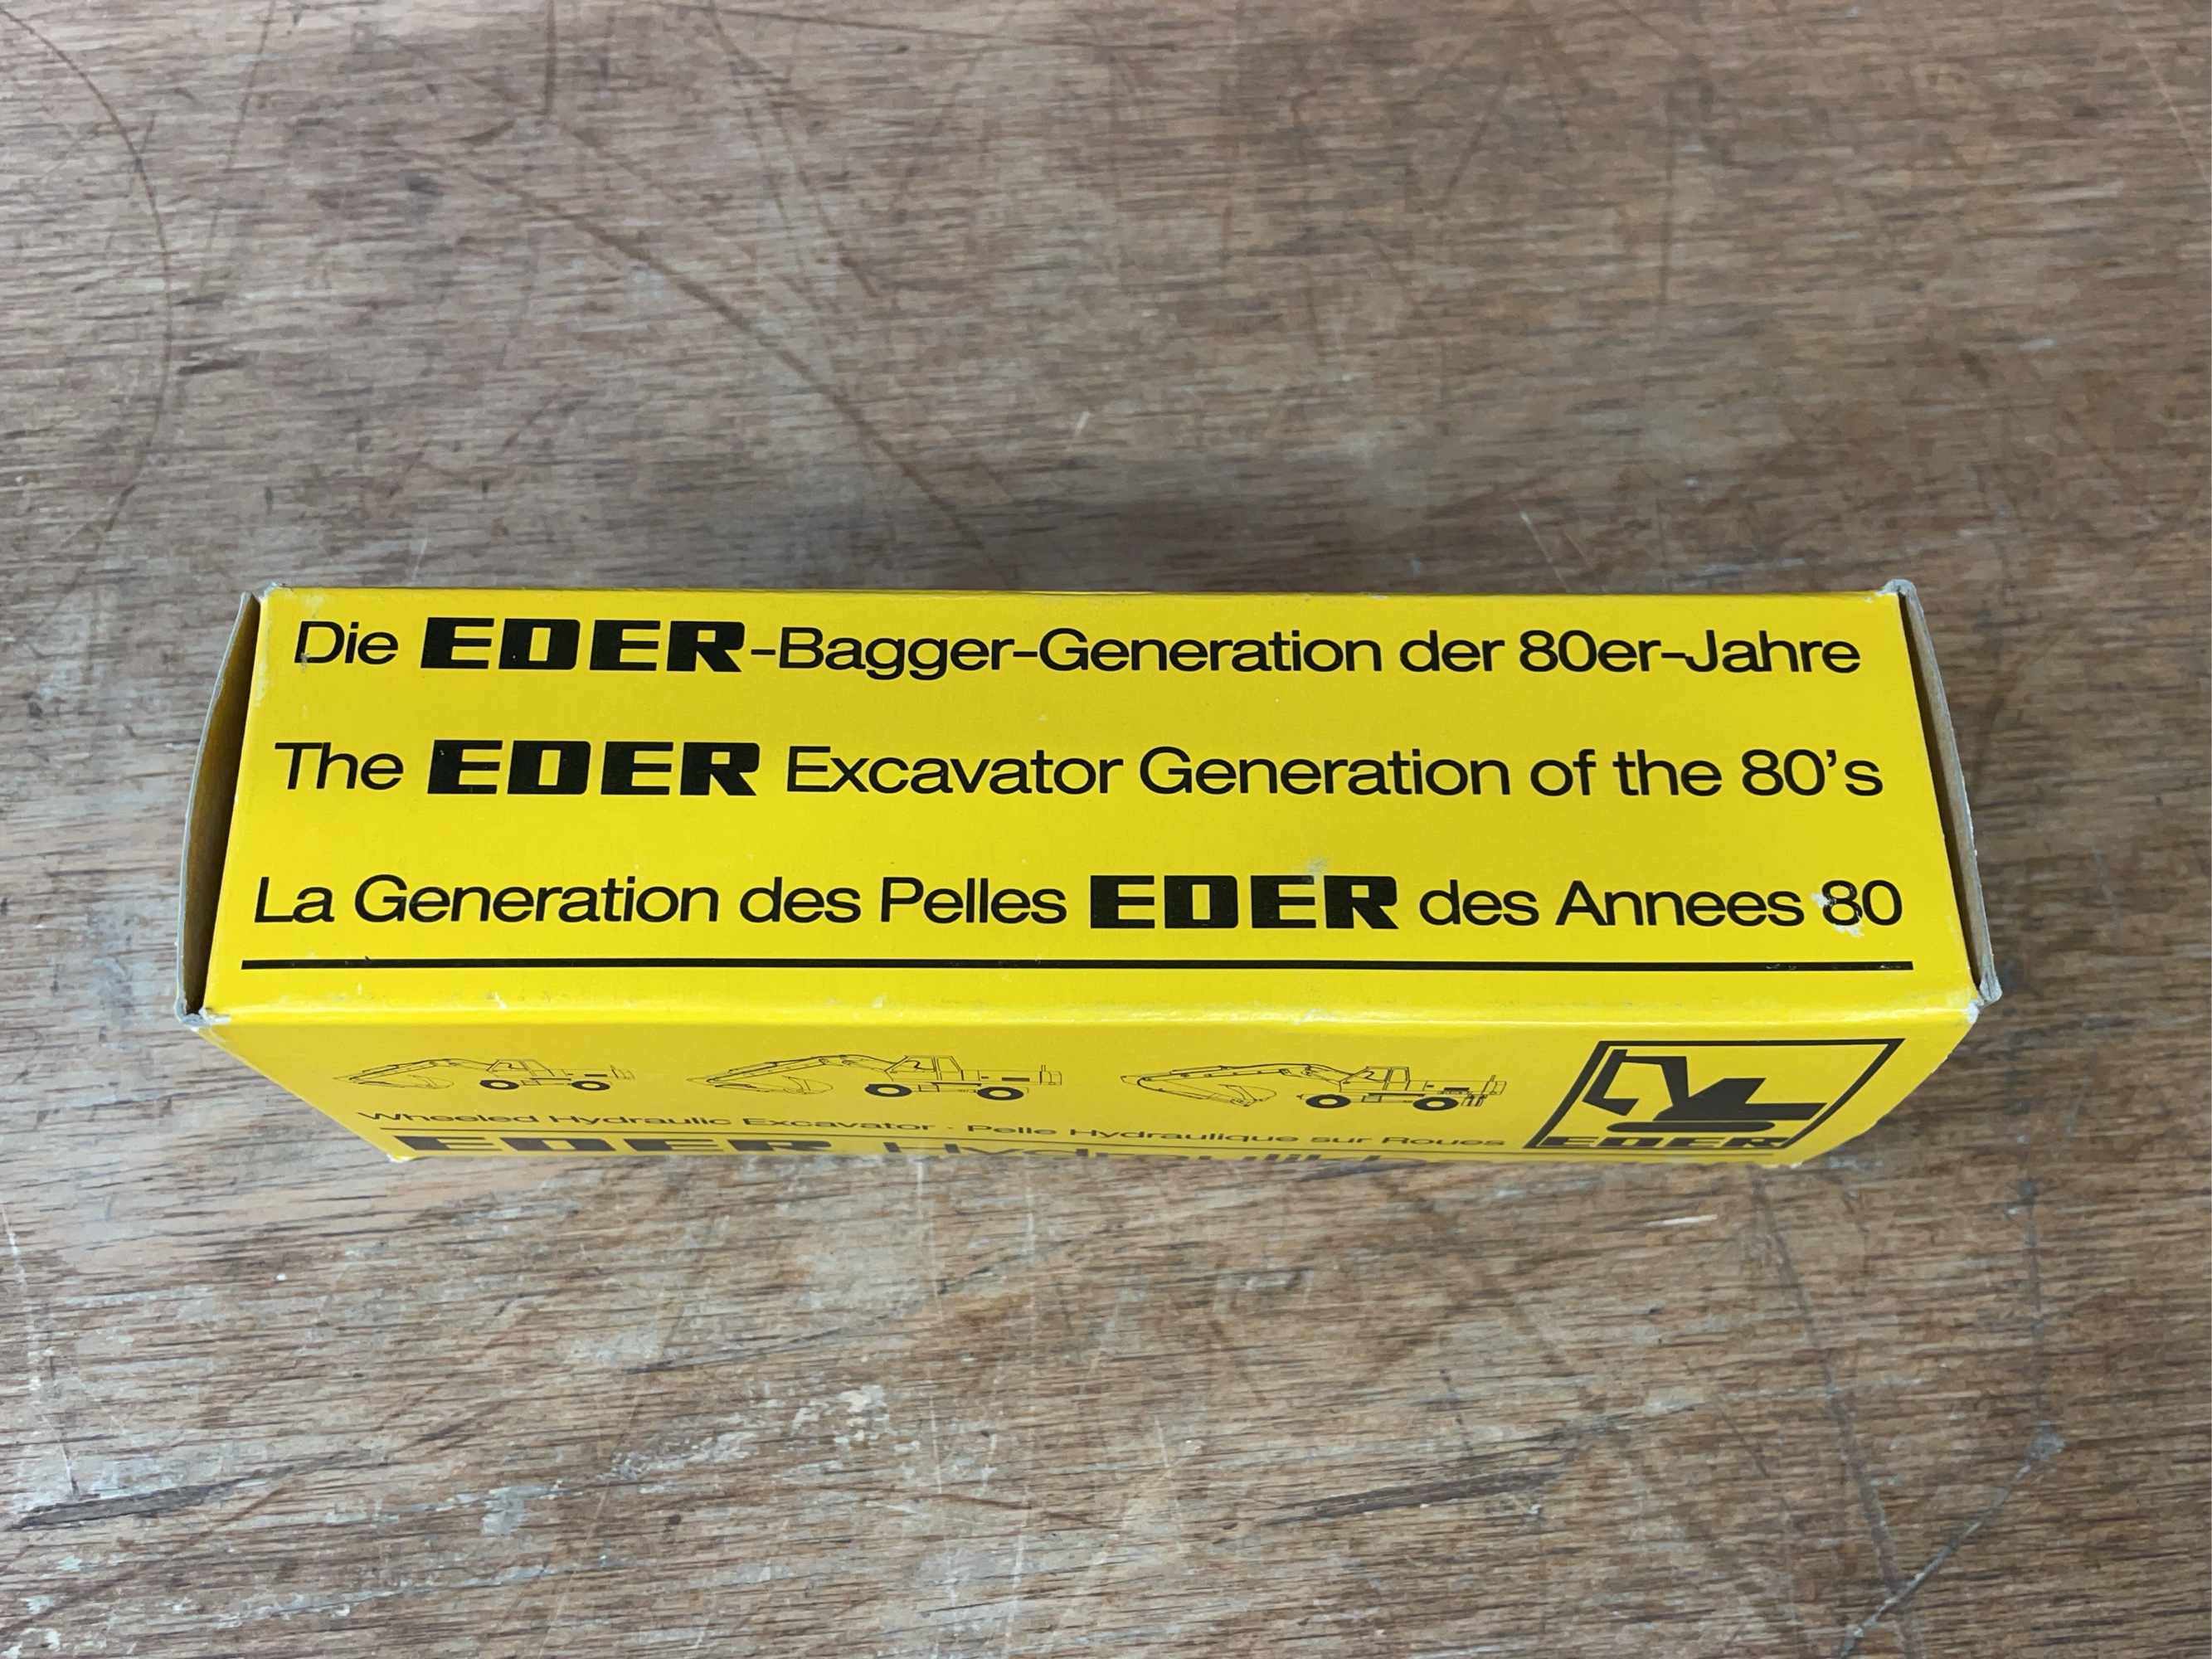 Die EDER-Bagger-Generation der 80er-Jahre
The EDER Excavator Generation of the 80's
La Generation des Pelles EDER des Annees 80
Wheeled Hydraulic Excavator · Pelle Hydraulique sur Roues
EDER
EDER